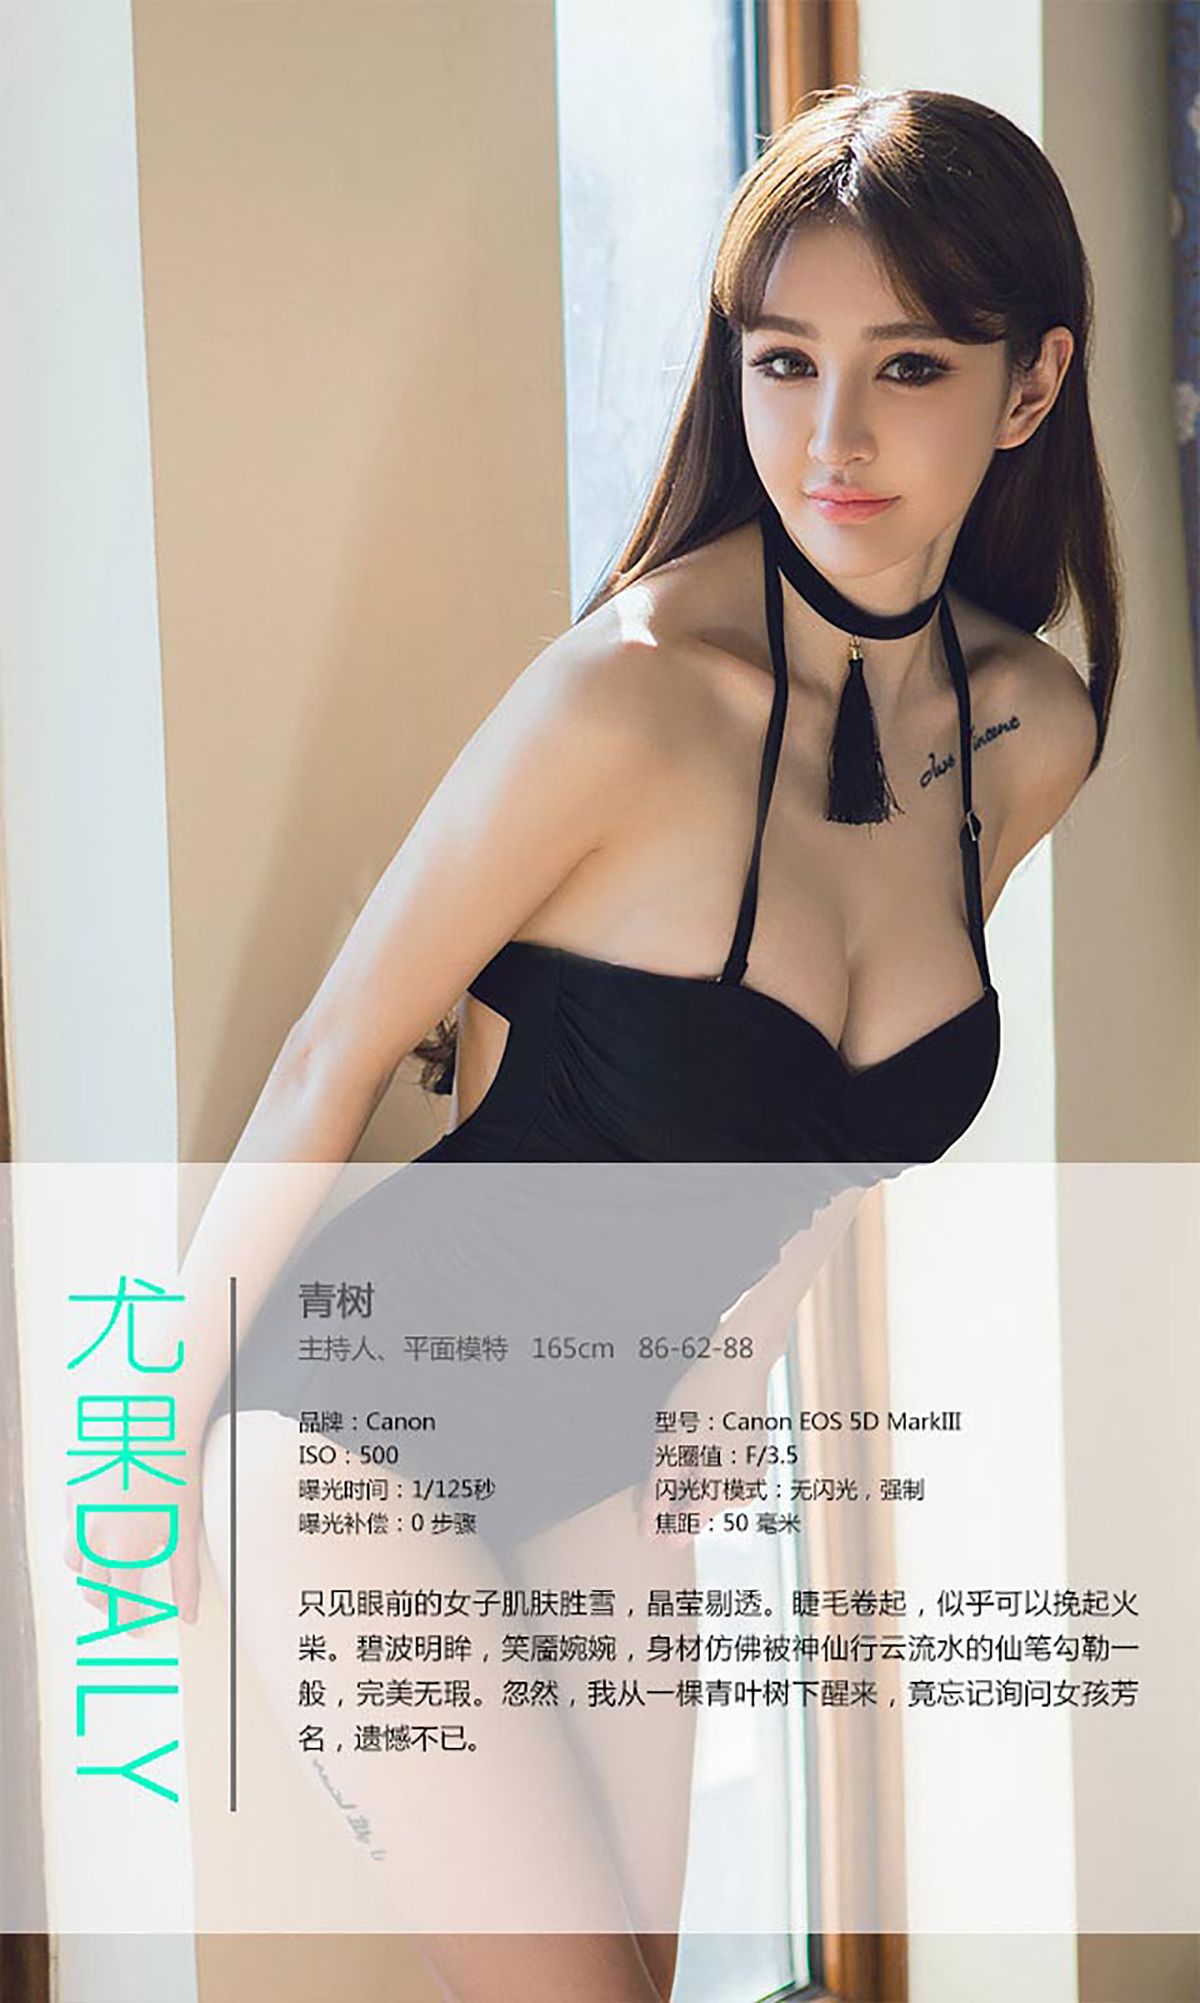 尤果DAILY
青树
主持人、平面模特 165cm 86-62-88
品牌：Canon 型号：Canon EOS 5D MarkIII
ISO：500 光圈值：F/3.5
曝光时间：1/125秒 闪光灯模式：无闪光，强制
曝光补偿：0 步骤 焦距：50 毫米
只见眼前的女子肌肤胜雪，晶莹剔透。睫毛卷起，似乎可以挽起火
柴。碧波明眸，笑靥婉婉，身材仿佛被神仙行云流水的仙笔勾勒一
般，完美无瑕。忽然，我从一棵青叶树下醒来，竟忘记询问女孩芳
名，遗憾不已。